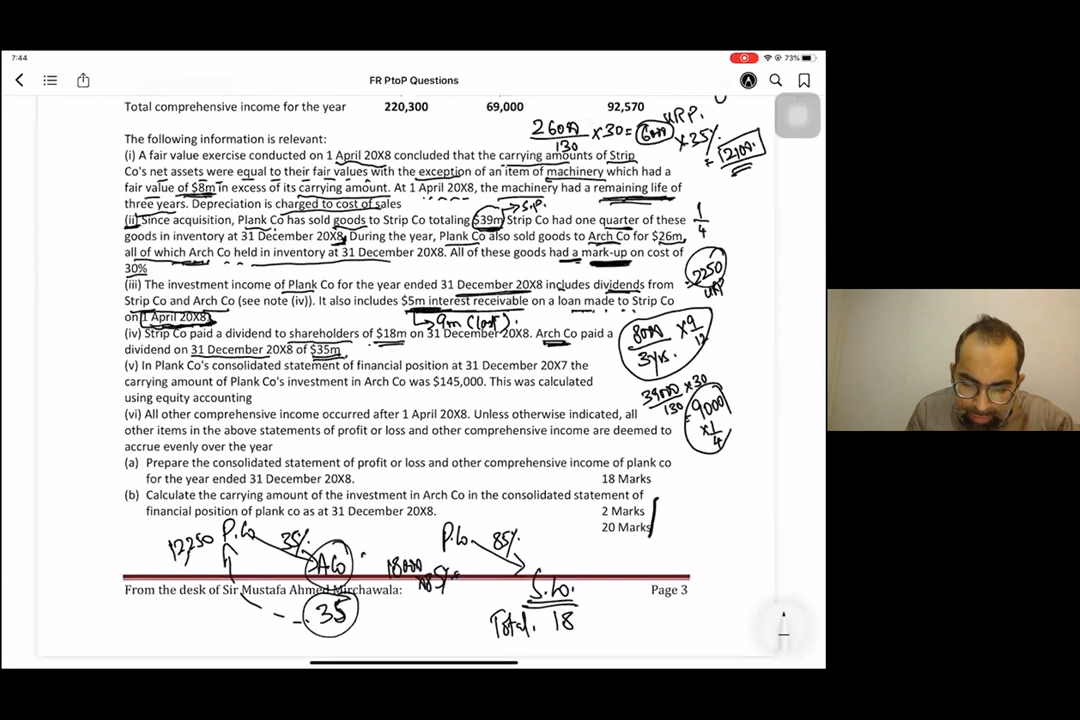 7:44
73%
FR PtoP Questions
Total comprehensive income for the year 220,300 69,000 92,570
URP.
26000/130 × 30 = 6000 × 35% = 2100.
The following information is relevant:
(i) A fair value exercise conducted on 1 April 20X8 concluded that the carrying amounts of Strip
Co's net assets were equal to their fair values with the exception of an item of machinery which had a
fair value of $8m in excess of its carrying amount. At 1 April 20X8, the machinery had a remaining life of
three years. Depreciation is charged to cost of sales
→ S.P.
(ii) Since acquisition, Plank Co has sold goods to Strip Co totaling $39m Strip Co had one quarter of these
1/4
goods in inventory at 31 December 20X8. During the year, Plank Co also sold goods to Arch Co for $26m,
all of which Arch Co held in inventory at 31 December 20X8. All of these goods had a mark-up on cost of
30%
2250
URP
(iii) The investment income of Plank Co for the year ended 31 December 20X8 includes dividends from
Strip Co and Arch Co (see note (iv)). It also includes $5m interest receivable on a loan made to Strip Co
on 1 April 20X8.
→ 9m (last).
8000/3yrs. × 9/12
(iv) Strip Co paid a dividend to shareholders of $18m on 31 December 20X8. Arch Co paid a
dividend on 31 December 20X8 of $35m
(v) In Plank Co's consolidated statement of financial position at 31 December 20X7 the
carrying amount of Plank Co's investment in Arch Co was $145,000. This was calculated
using equity accounting
39000/130 × 30
= 9000
× 1/4
(vi) All other comprehensive income occurred after 1 April 20X8. Unless otherwise indicated, all
other items in the above statements of profit or loss and other comprehensive income are deemed to
accrue evenly over the year
(a) Prepare the consolidated statement of profit or loss and other comprehensive income of plank co
for the year ended 31 December 20X8. 18 Marks
(b) Calculate the carrying amount of the investment in Arch Co in the consolidated statement of
financial position of plank co as at 31 December 20X8. 2 Marks
20 Marks
12,250 P.Co 35% A Co
35
P.Co 85% S.Co.
18000 × 85% =
Total. 18
From the desk of Sir Mustafa Ahmed Mirchawala: Page 3